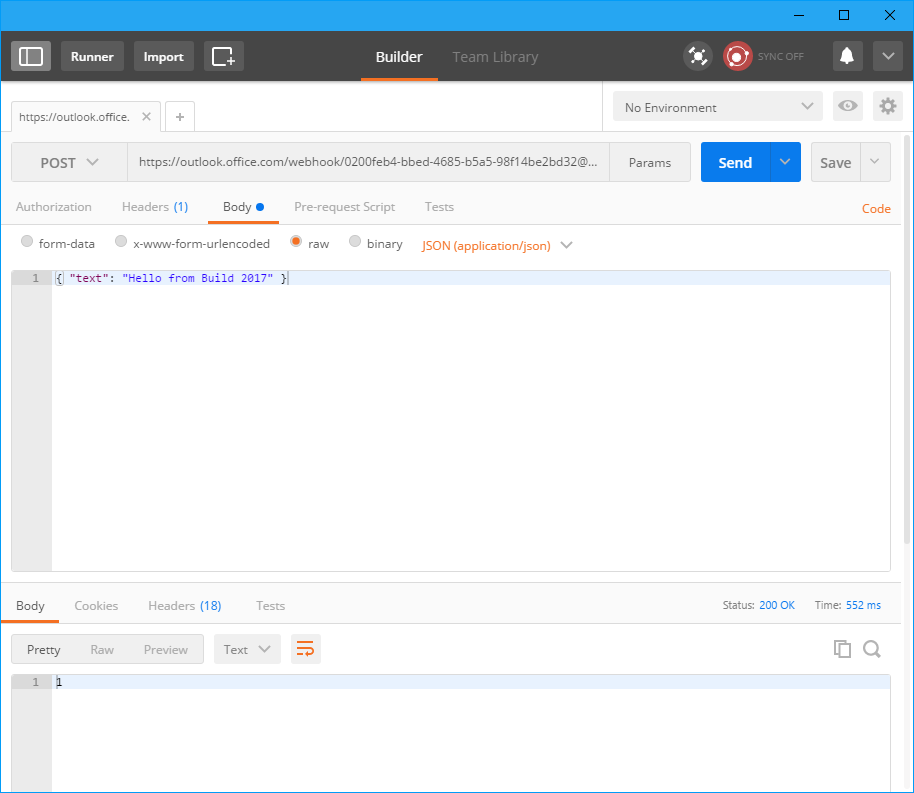 Runner Import Builder Team Library SYNC OFF
https://outlook.office. No Environment
POST https://outlook.office.com/webhook/0200feb4-bbed-4685-b5a5-98f14be2bd32@... Params Send Save
Authorization Headers (1) Body Pre-request Script Tests Code
form-data x-www-form-urlencoded raw binary JSON (application/json)
1 { "text": "Hello from Build 2017" }
Body Cookies Headers (18) Tests Status: 200 OK Time: 552 ms
Pretty Raw Preview Text
1 1